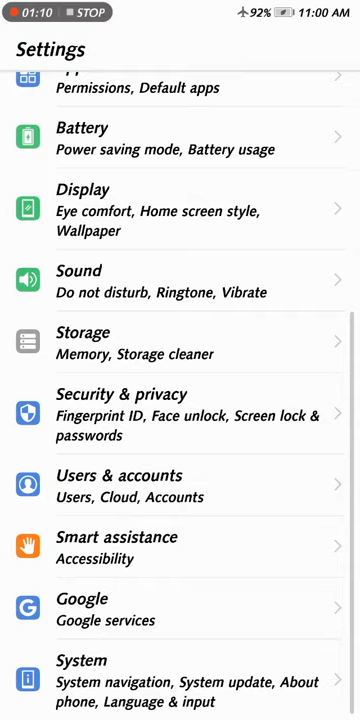 01:10 STOP 92% 11:00 AM
Settings
Permissions, Default apps
Battery
Power saving mode, Battery usage
Display
Eye comfort, Home screen style,
Wallpaper
Sound
Do not disturb, Ringtone, Vibrate
Storage
Memory, Storage cleaner
Security & privacy
Fingerprint ID, Face unlock, Screen lock &
passwords
Users & accounts
Users, Cloud, Accounts
Smart assistance
Accessibility
Google
Google services
System
System navigation, System update, About
phone, Language & input